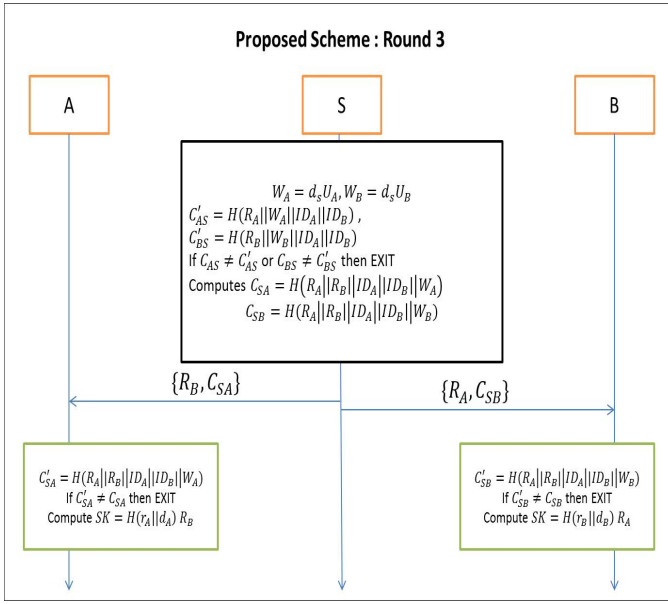 Proposed Scheme : Round 3
A
S
B
W_A = d_s U_A, W_B = d_s U_B
C'_AS = H(R_A||W_A||ID_A||ID_B) ,
C'_BS = H(R_B||W_B||ID_A||ID_B)
If C_AS ≠ C'_AS or C_BS ≠ C'_BS then EXIT
Computes C_SA = H(R_A||R_B||ID_A||ID_B||W_A)
C_SB = H(R_A||R_B||ID_A||ID_B||W_B)
{R_B, C_SA}
{R_A, C_SB}
C'_SA = H(R_A||R_B||ID_A||ID_B||W_A)
If C'_SA ≠ C_SA then EXIT
Compute SK = H(r_A||d_A) R_B
C'_SB = H(R_A||R_B||ID_A||ID_B||W_B)
If C'_SB ≠ C_SB then EXIT
Compute SK = H(r_B||d_B) R_A